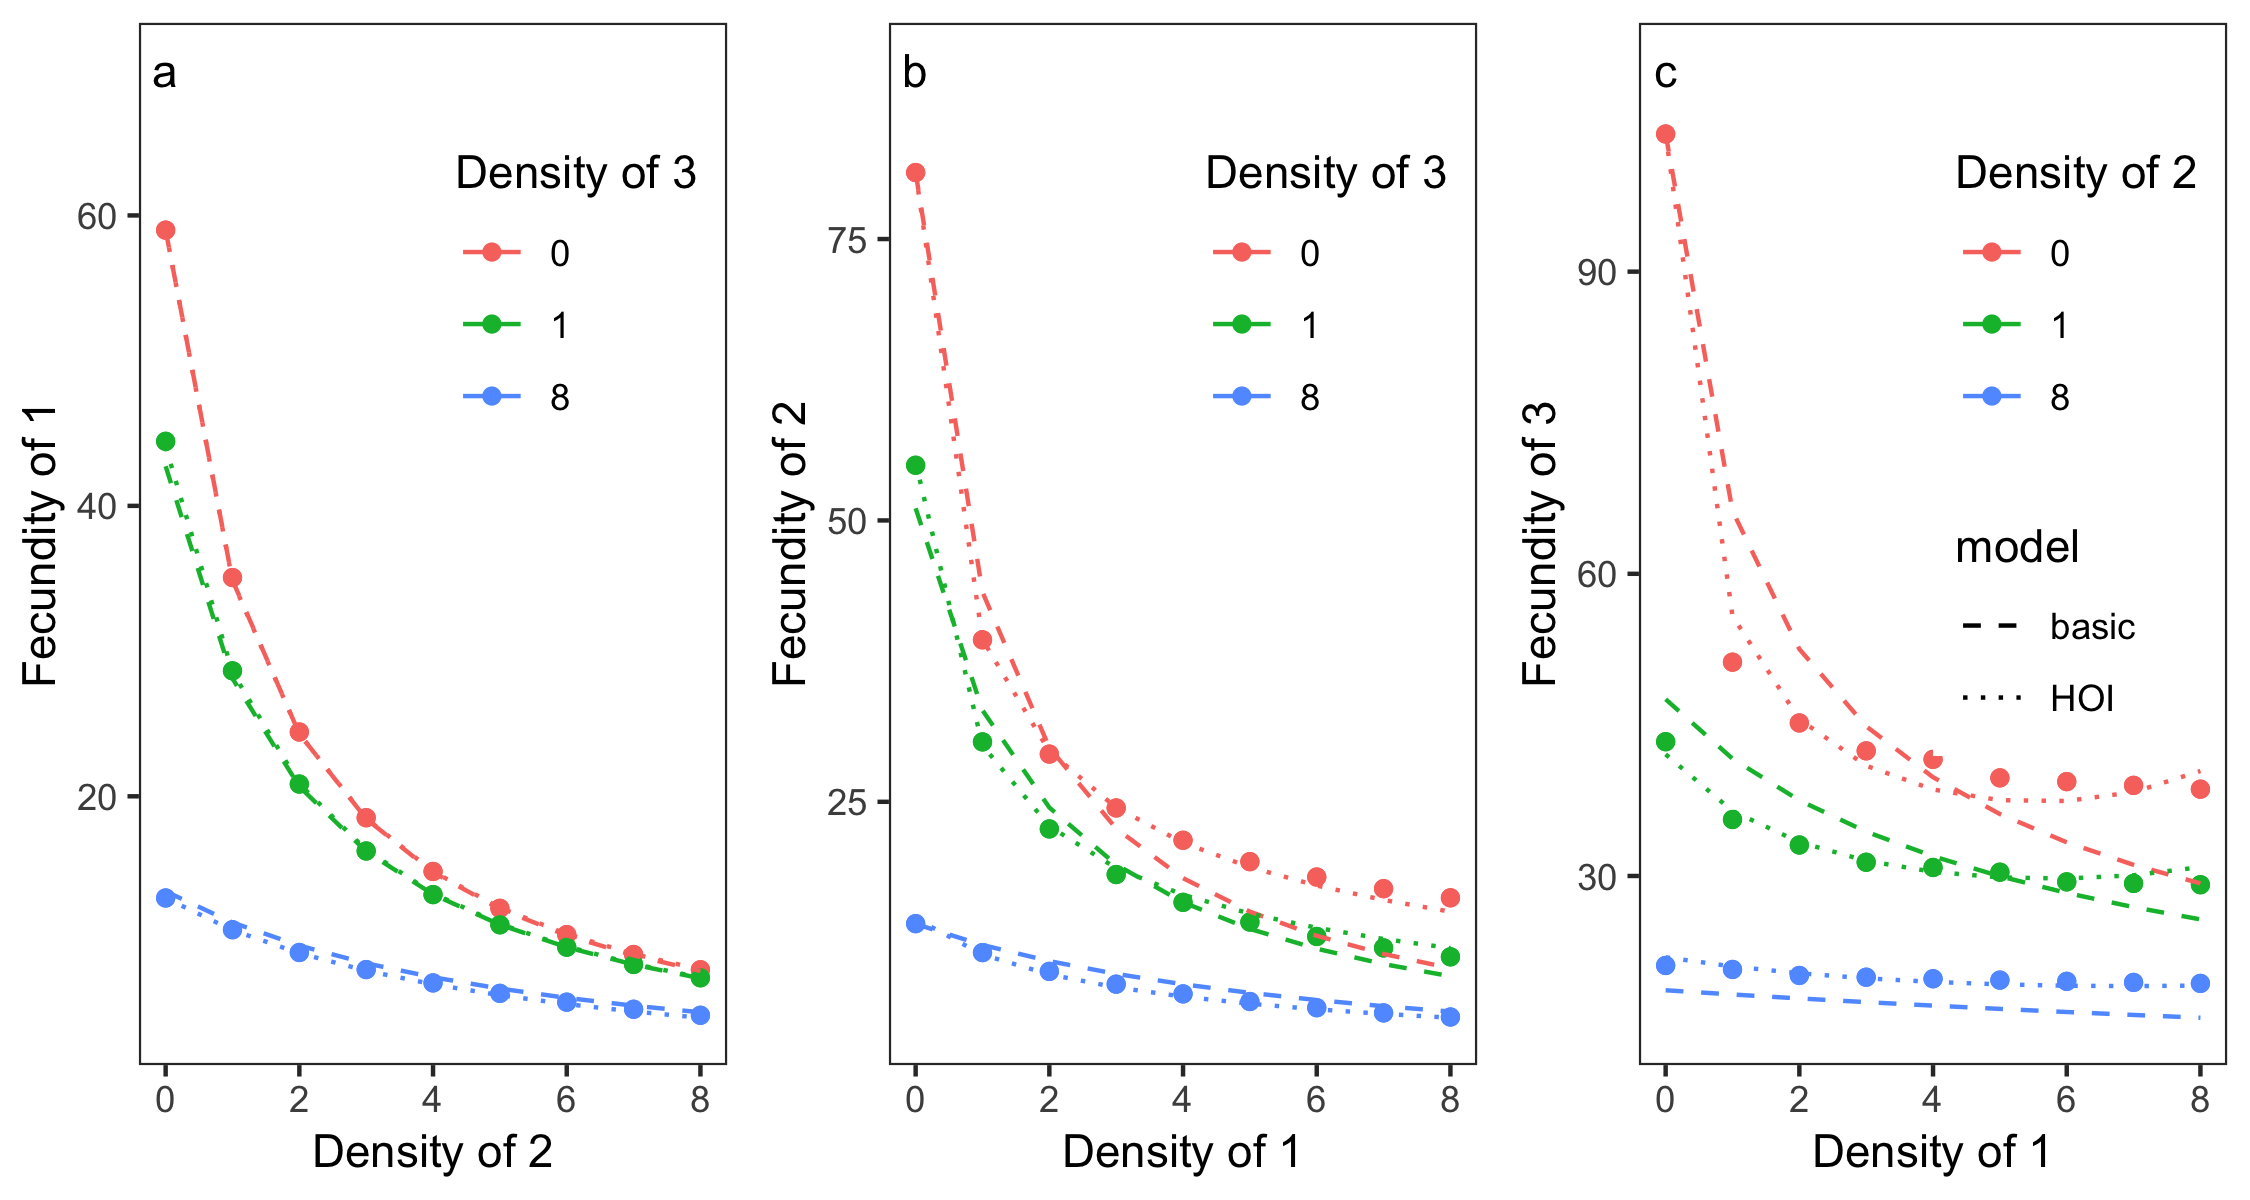 a
Density of 3
0
1
8
60
40
20
Fecundity of 1
0 2 4 6 8
Density of 2
b
Density of 3
0
1
8
75
50
25
Fecundity of 2
0 2 4 6 8
Density of 1
c
Density of 2
0
1
8
model
basic
HOI
90
60
30
Fecundity of 3
0 2 4 6 8
Density of 1